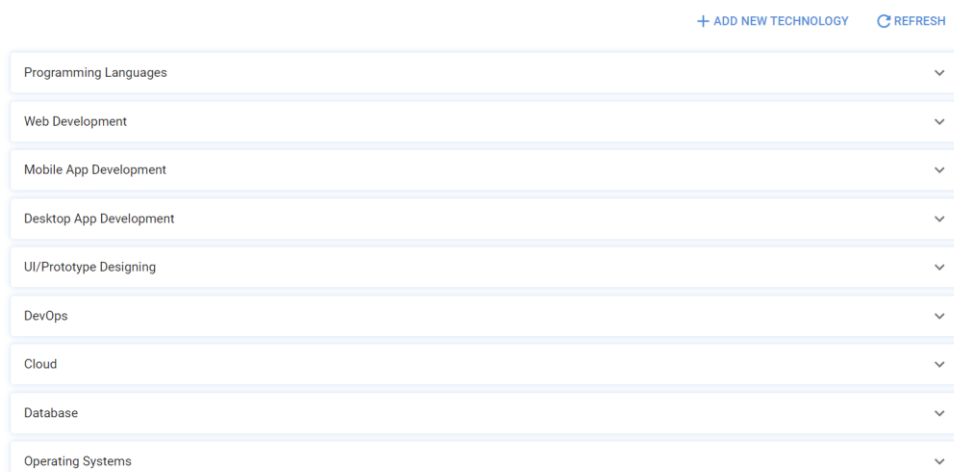 ADD NEW TECHNOLOGY REFRESH
Programming Languages
Web Development
Mobile App Development
Desktop App Development
UI/Prototype Designing
DevOps
Cloud
Database
Operating Systems